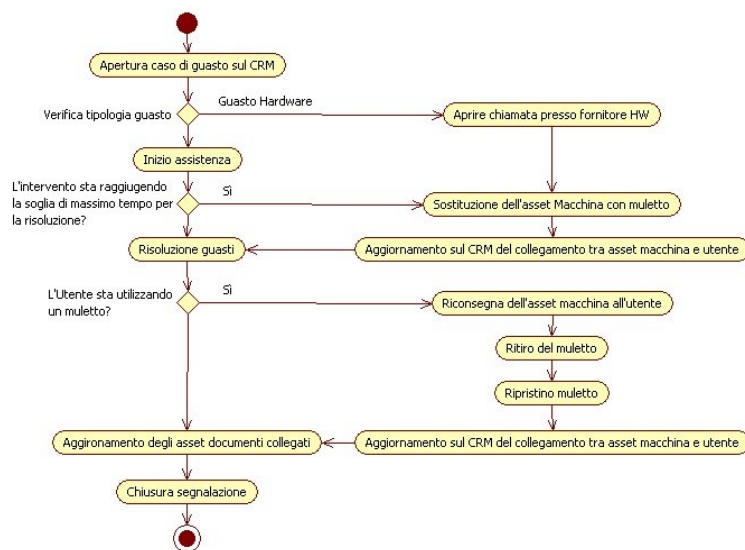 Apertura caso di guasto sul CRM
Guasto Hardware
Verifica tipologia guasto
Aprire chiamata presso fornitore HW
Inizio assistenza
L'intervento sta raggiugendo
la soglia di massimo tempo per
la risoluzione?
Sì
Sostituzione dell'asset Macchina con muletto
Risoluzione guasti
Aggiornamento sul CRM del collegamento tra asset macchina e utente
L'Utente sta utilizzando
un muletto?
Sì
Riconsegna dell'asset macchina all'utente
Ritiro del muletto
Ripristino muletto
Aggironamento degli asset documenti collegati
Aggiornamento sul CRM del collegamento tra asset macchina e utente
Chiusura segnalazione